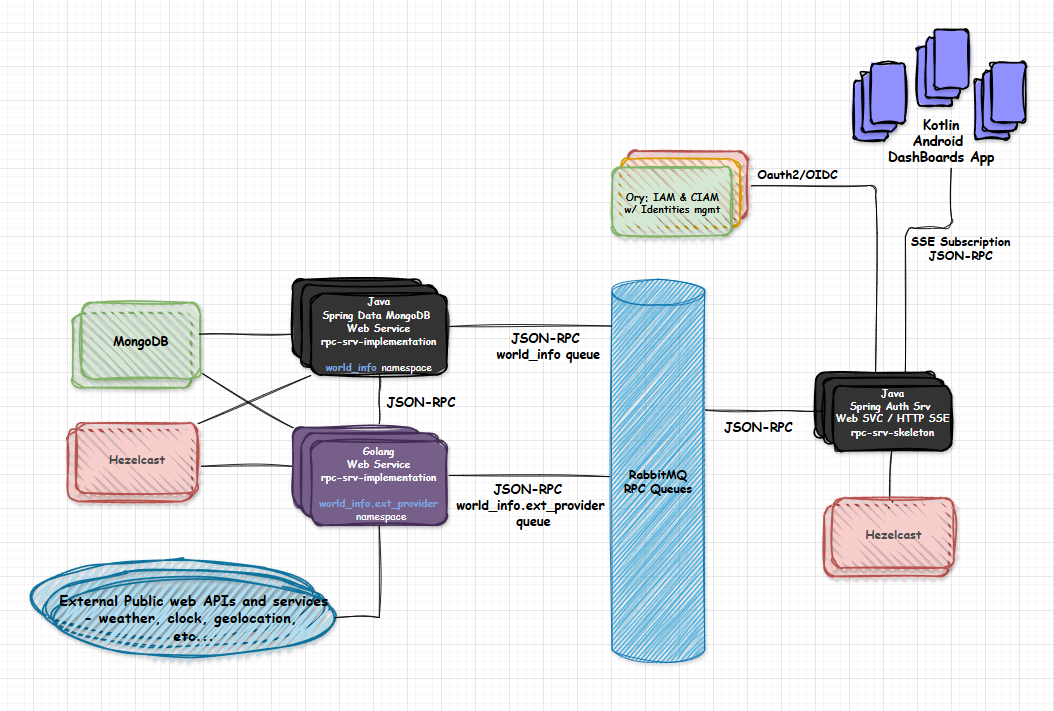 Kotlin
Android
DashBoards App
Oauth2/OIDC
Ory: IAM & CIAM
w/ Identities mgmt
SSE Subscription
JSON-RPC
Java
Spring Data MongoDB
Web Service
rpc-srv-implementation
world_info namespace
MongoDB
JSON-RPC
world_info queue
JSON-RPC
Java
Spring Auth Srv
Web SVC / HTTP SSE
rpc-srv-skeleton
JSON-RPC
Hezelcast
Golang
Web Service
rpc-srv-implementation
world_info.ext_provider
namespace
JSON-RPC
world_info.ext_provider
queue
RabbitMQ
RPC Queues
Hezelcast
External Public web APIs and services
- weather, clock, geolocation,
etc...